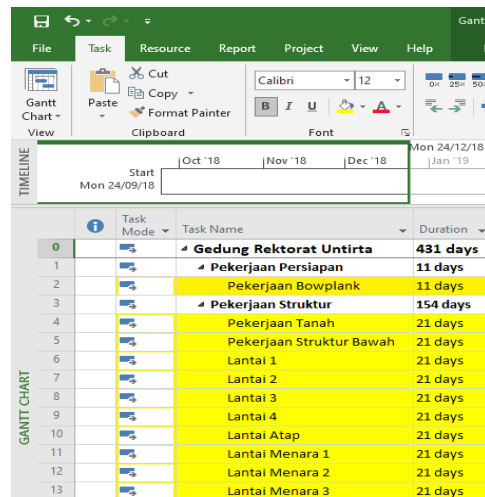 Gantt
File Task Resource Report Project View Help
Gantt Chart
Paste
Cut
Copy
Format Painter
Calibri 12
B I U A
0× 25× 50
View Clipboard Font
TIMELINE
Mon 24/12/18
Oct '18 Nov '18 Dec '18 Jan '19
Start
Mon 24/09/18
Task Mode Task Name Duration
GANTT CHART
0 Gedung Rektorat Untirta 431 days
1 Pekerjaan Persiapan 11 days
2 Pekerjaan Bowplank 11 days
3 Pekerjaan Struktur 154 days
4 Pekerjaan Tanah 21 days
5 Pekerjaan Struktur Bawah 21 days
6 Lantai 1 21 days
7 Lantai 2 21 days
8 Lantai 3 21 days
9 Lantai 4 21 days
10 Lantai Atap 21 days
11 Lantai Menara 1 21 days
12 Lantai Menara 2 21 days
13 Lantai Menara 3 21 days